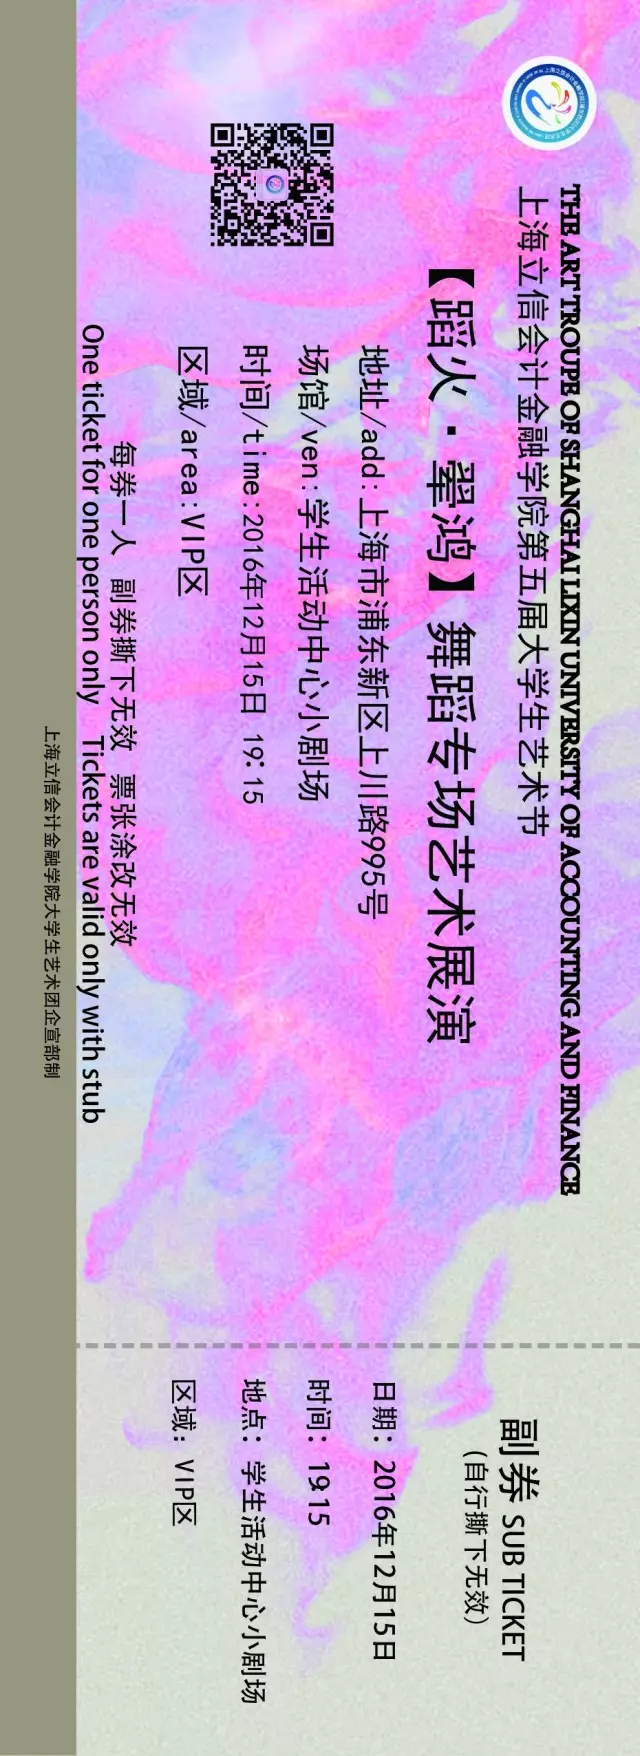 THE ART TROUPE OF SHANGHAI LIXIN UNIVERSITY OF ACCOUNTING AND FINANCE
上海立信会计金融学院第五届大学生艺术节
【蹈火·翚鸿】舞蹈专场艺术展演
地址/add:上海市浦东新区上川路995号
场馆/ven:学生活动中心小剧场
时间/time:2016年12月15日 19:15
区域/area:VIP区
每券一人 副券撕下无效 票张涂改无效
One ticket for one person only Tickets are valid only with stub
上海立信会计金融学院大学生艺术团企宣部制
副券 SUB TICKET
(自行撕下无效)
日期: 2016年12月15日
时间: 19:15
地点: 学生活动中心小剧场
区域: VIP区